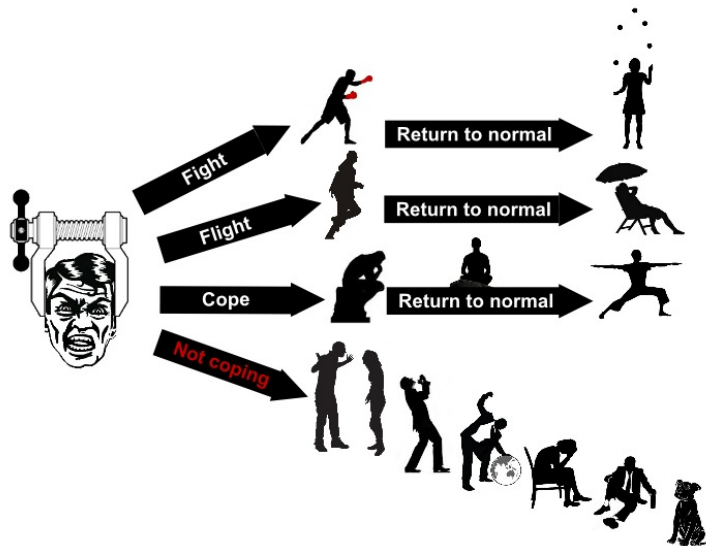 Fight
Return to normal
Flight
Return to normal
Cope
Return to normal
Not coping